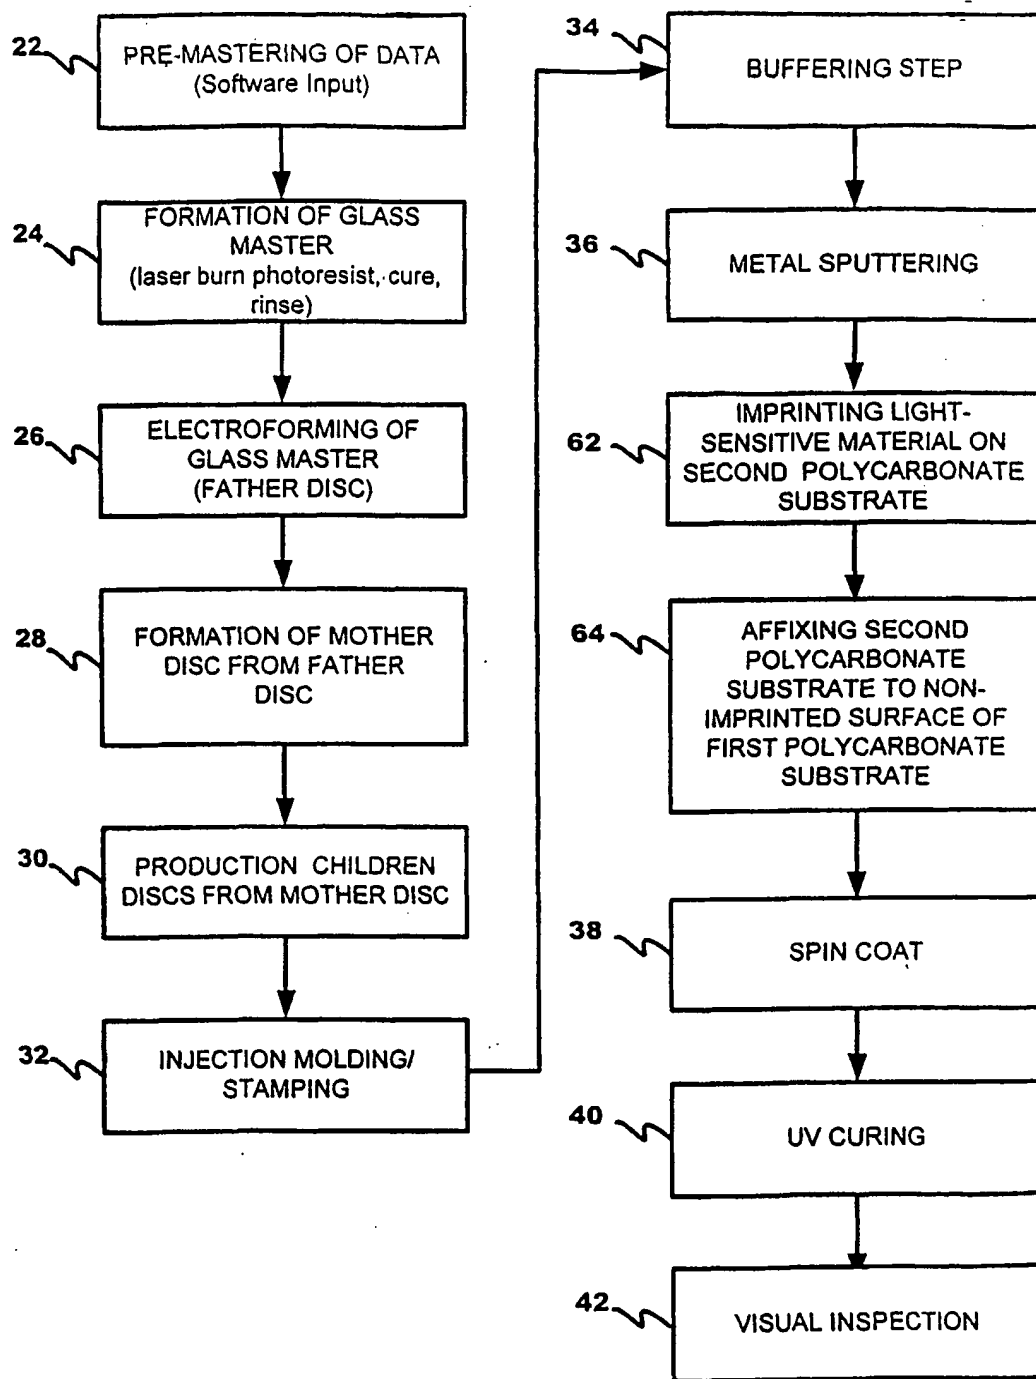 22
PRE-MASTERING OF DATA
(Software Input)
24
FORMATION OF GLASS
MASTER
(laser burn photoresist, cure,
rinse)
26
ELECTROFORMING OF
GLASS MASTER
(FATHER DISC)
28
FORMATION OF MOTHER
DISC FROM FATHER
DISC
30
PRODUCTION CHILDREN
DISCS FROM MOTHER DISC
32
INJECTION MOLDING/
STAMPING
34
BUFFERING STEP
36
METAL SPUTTERING
62
IMPRINTING LIGHT-
SENSITIVE MATERIAL ON
SECOND POLYCARBONATE
SUBSTRATE
64
AFFIXING SECOND
POLYCARBONATE
SUBSTRATE TO NON-
IMPRINTED SURFACE OF
FIRST POLYCARBONATE
SUBSTRATE
38
SPIN COAT
40
UV CURING
42
VISUAL INSPECTION